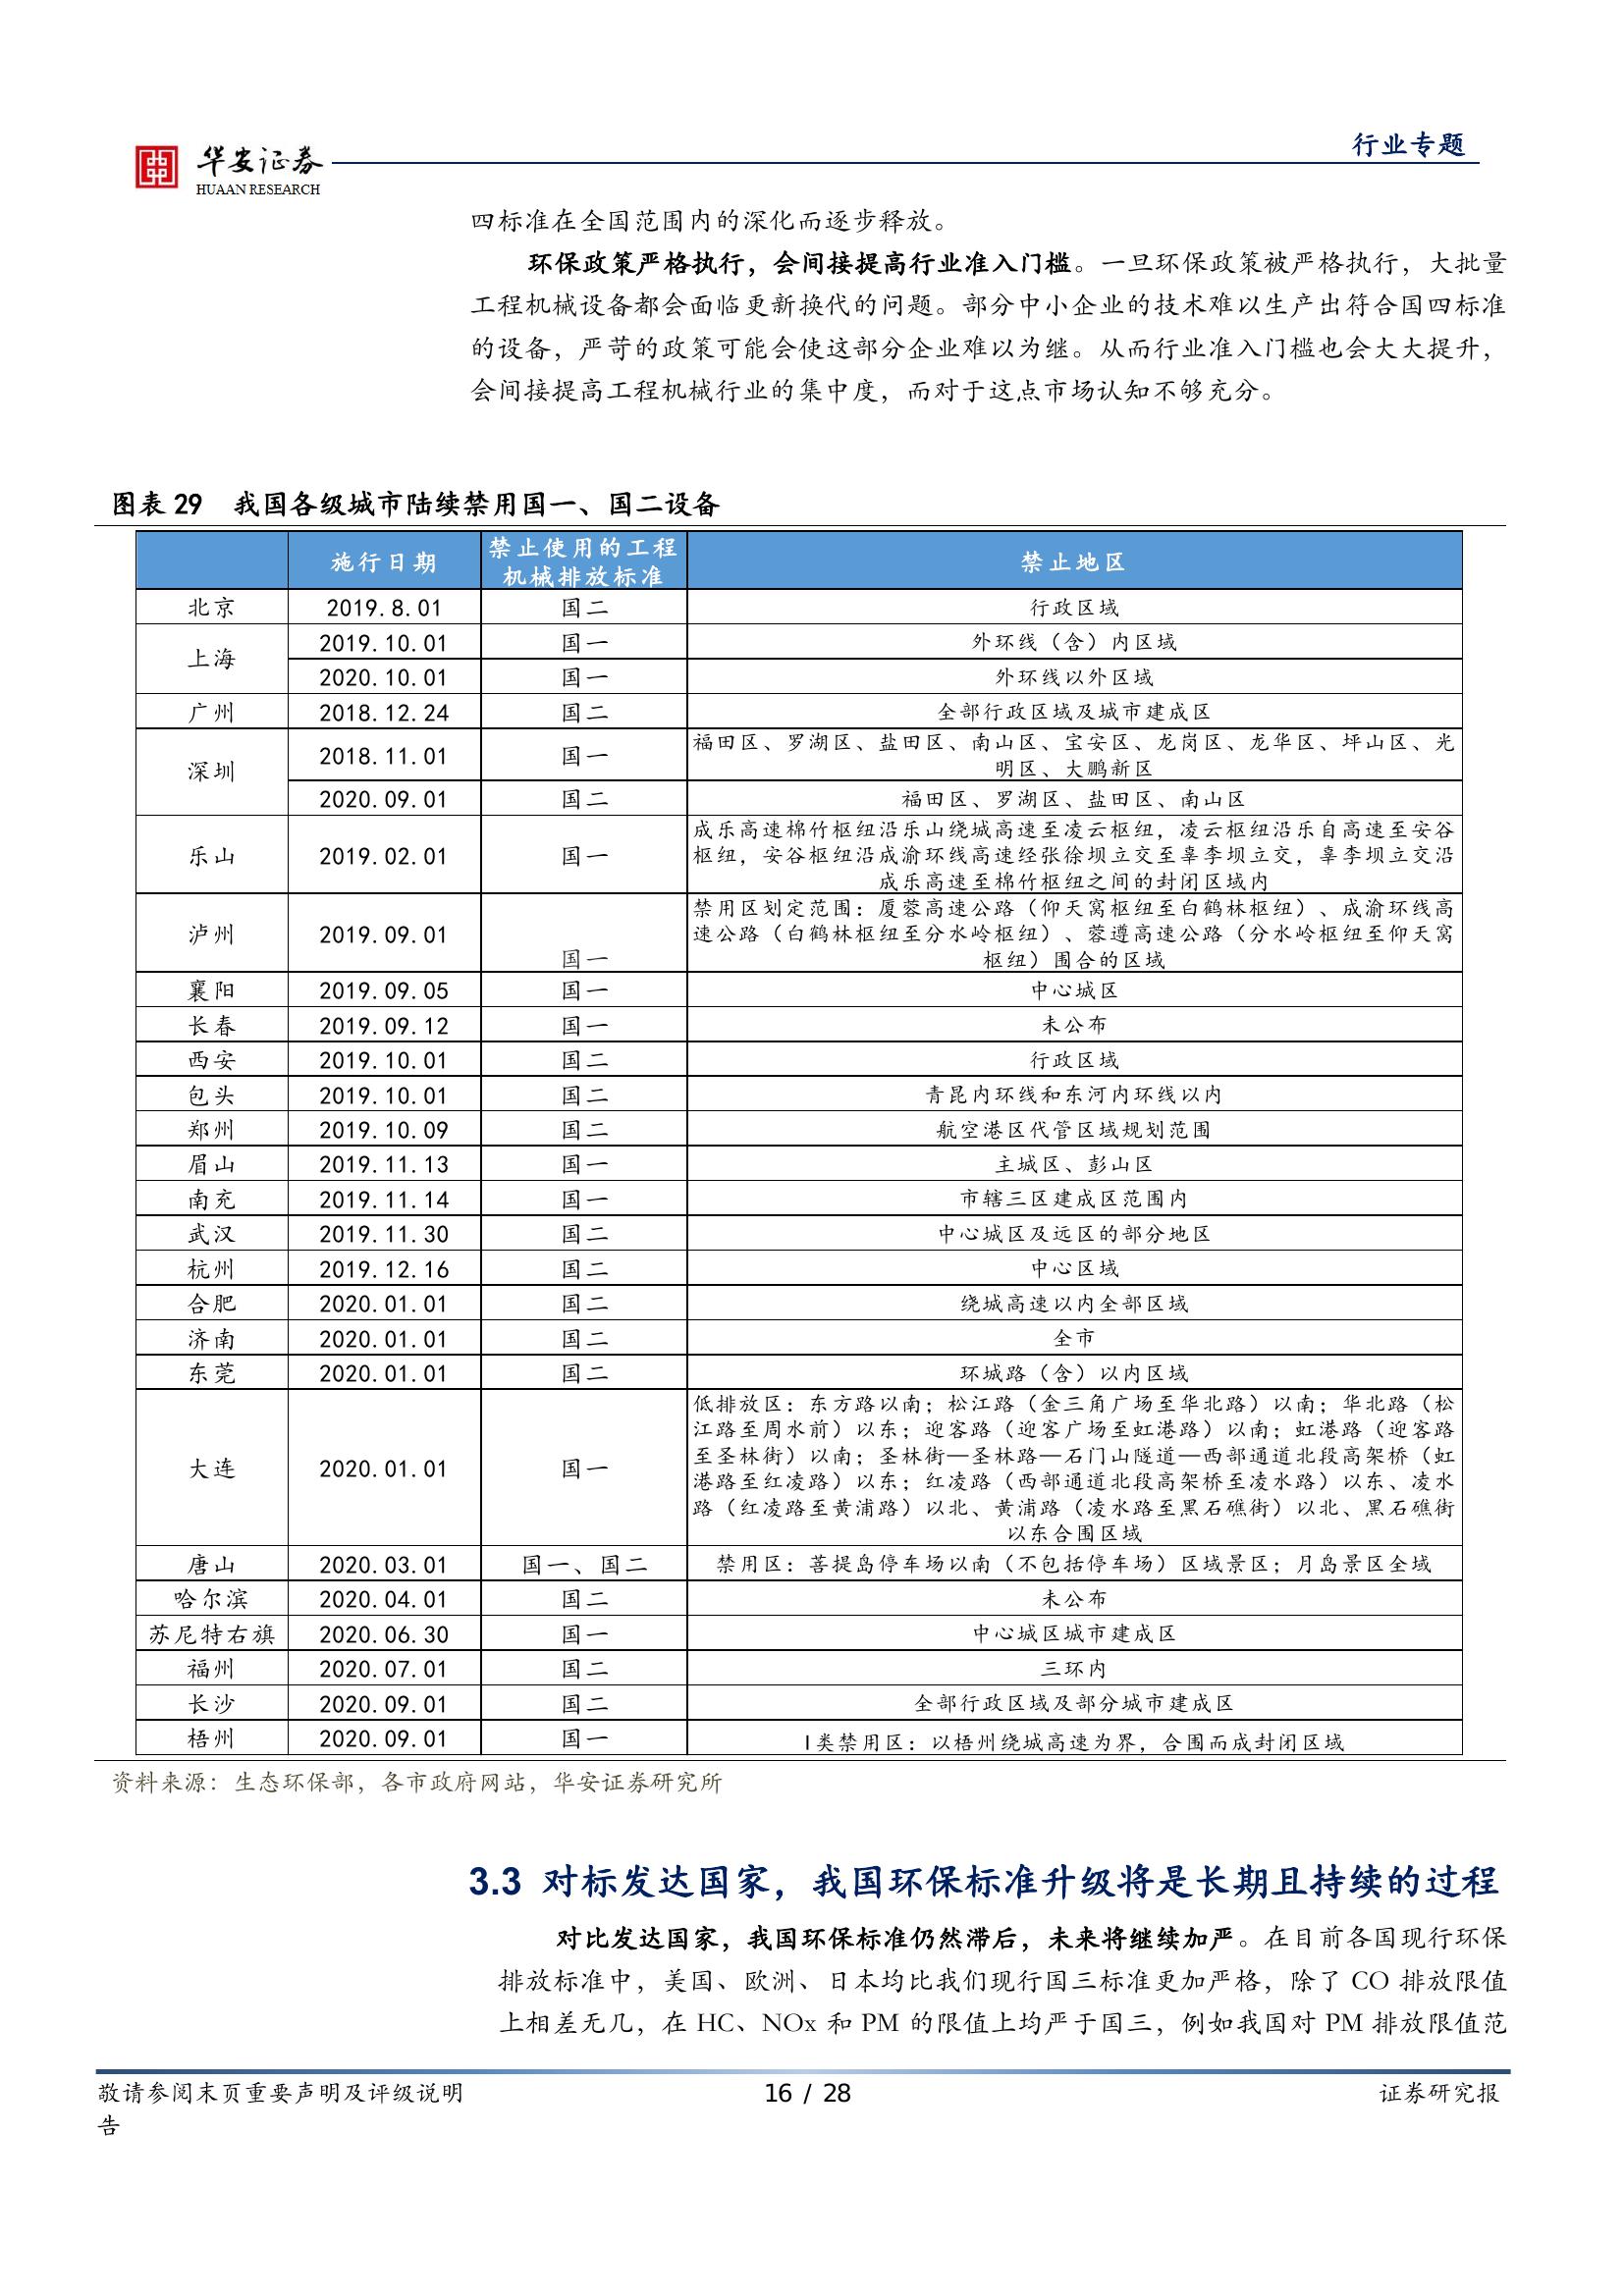 华安证券
HUAAN RESEARCH
行业专题
四标准在全国范围内的深化而逐步释放。
环保政策严格执行，会间接提高行业准入门槛。一旦环保政策被严格执行，大批量
工程机械设备都会面临更新换代的问题。部分中小企业的技术难以生产出符合国四标准
的设备，严苛的政策可能会使这部分企业难以为继。从而行业准入门槛也会大大提升，
会间接提高工程机械行业的集中度，而对于这点市场认知不够充分。
图表 29 我国各级城市陆续禁用国一、国二设备
施行日期 禁止使用的工程 禁止地区
机械排放标准
北京 2019.8.01 国二 行政区域
上海 2019.10.01 国一 外环线（含）内区域
2020.10.01 国一 外环线以外区域
广州 2018.12.24 国二 全部行政区域及城市建成区
深圳 2018.11.01 国一 福田区、罗湖区、盐田区、南山区、宝安区、龙岗区、龙华区、坪山区、光
明区、大鹏新区
2020.09.01 国二 福田区、罗湖区、盐田区、南山区
成乐高速棉竹枢纽沿乐山绕城高速至凌云枢纽，凌云枢纽沿乐自高速至安谷
乐山 2019.02.01 国一 枢纽，安谷枢纽沿成渝环线高速经张徐坝立交至辜李坝立交，辜李坝立交沿
成乐高速至棉竹枢纽之间的封闭区域内
禁用区划定范围：厦蓉高速公路（仰天窝枢纽至白鹤林枢纽）、成渝环线高
泸州 2019.09.01 国一 速公路（白鹤林枢纽至分水岭枢纽）、蓉遵高速公路（分水岭枢纽至仰天窝
枢纽）围合的区域
襄阳 2019.09.05 国一 中心城区
长春 2019.09.12 国一 未公布
西安 2019.10.01 国二 行政区域
包头 2019.10.01 国二 青昆内环线和东河内环线以内
郑州 2019.10.09 国二 航空港区代管区域规划范围
眉山 2019.11.13 国一 主城区、彭山区
南充 2019.11.14 国一 市辖三区建成区范围内
武汉 2019.11.30 国二 中心城区及远区的部分地区
杭州 2019.12.16 国二 中心区域
合肥 2020.01.01 国二 绕城高速以内全部区域
济南 2020.01.01 国二 全市
东莞 2020.01.01 国二 环城路（含）以内区域
低排放区：东方路以南；松江路（金三角广场至华北路）以南；华北路（松
江路至周水前）以东；迎客路（迎客广场至虹港路）以南；虹港路（迎客路
至圣林街）以南；圣林街—圣林路—石门山隧道—西部通道北段高架桥（虹
大连 2020.01.01 国一 港路至红凌路）以东；红凌路（西部通道北段高架桥至凌水路）以东、凌水
路（红凌路至黄浦路）以北、黄浦路（凌水路至黑石礁街）以北、黑石礁街
以东合围区域
唐山 2020.03.01 国一、国二 禁用区：菩提岛停车场以南（不包括停车场）区域景区；月岛景区全域
哈尔滨 2020.04.01 国二 未公布
苏尼特右旗 2020.06.30 国一 中心城区城市建成区
福州 2020.07.01 国二 三环内
长沙 2020.09.01 国二 全部行政区域及部分城市建成区
梧州 2020.09.01 国一 I类禁用区：以梧州绕城高速为界，合围而成封闭区域
资料来源：生态环保部，各市政府网站，华安证券研究所
3.3 对标发达国家，我国环保标准升级将是长期且持续的过程
对比发达国家，我国环保标准仍然滞后，未来将继续加严。在目前各国现行环保
排放标准中，美国、欧洲、日本均比我们现行国三标准更加严格，除了 CO 排放限值
上相差无几，在 HC、NOx 和 PM 的限值上均严于国三，例如我国对 PM 排放限值范
敬请参阅末页重要声明及评级说明 16 / 28 证券研究报
告